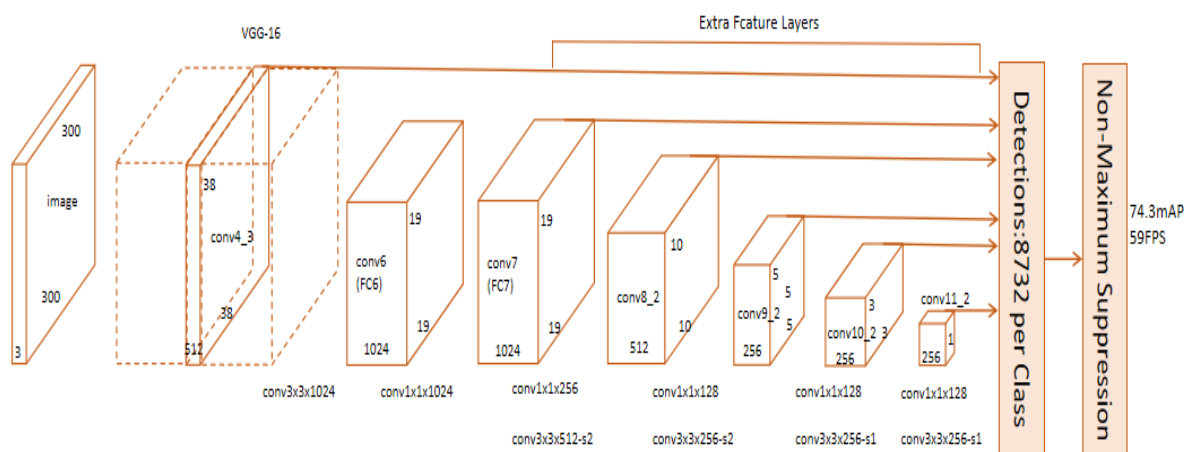 VGG-16
Extra Fcature Layers
300
image
300
3
38
conv4_3
38
512
19
conv6
(FC6)
19
1024
19
conv7
(FC7)
19
1024
10
conv8_2
10
512
5
5
conv9_2
5
256
3
conv10_2 3
256
conv11_2
1
256
conv3x3x1024
conv1x1x1024
conv1x1x256
conv1x1x128
conv1x1x128
conv1x1x128
conv3x3x512-s2
conv3x3x256-s2
conv3x3x256-s1
conv3x3x256-s1
Detections:8732 per Class
Non-Maximum Suppression
74.3mAP
59FPS